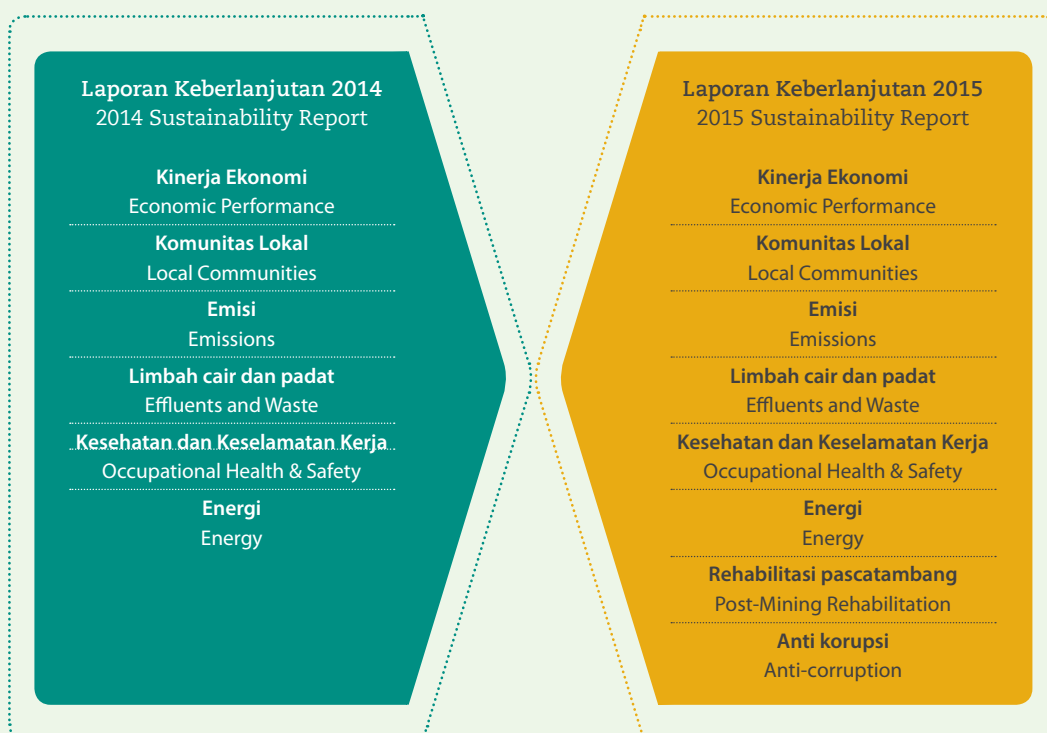 Laporan Keberlanjutan 2014
2014 Sustainability Report
Kinerja Ekonomi
Economic Performance
Komunitas Lokal
Local Communities
Emisi
Emissions
Limbah cair dan padat
Effluents and Waste
Kesehatan dan Keselamatan Kerja
Occupational Health & Safety
Energi
Energy
Laporan Keberlanjutan 2015
2015 Sustainability Report
Kinerja Ekonomi
Economic Performance
Komunitas Lokal
Local Communities
Emisi
Emissions
Limbah cair dan padat
Effluents and Waste
Kesehatan dan Keselamatan Kerja
Occupational Health & Safety
Energi
Energy
Rehabilitasi pascatambang
Post-Mining Rehabilitation
Anti korupsi
Anti-corruption